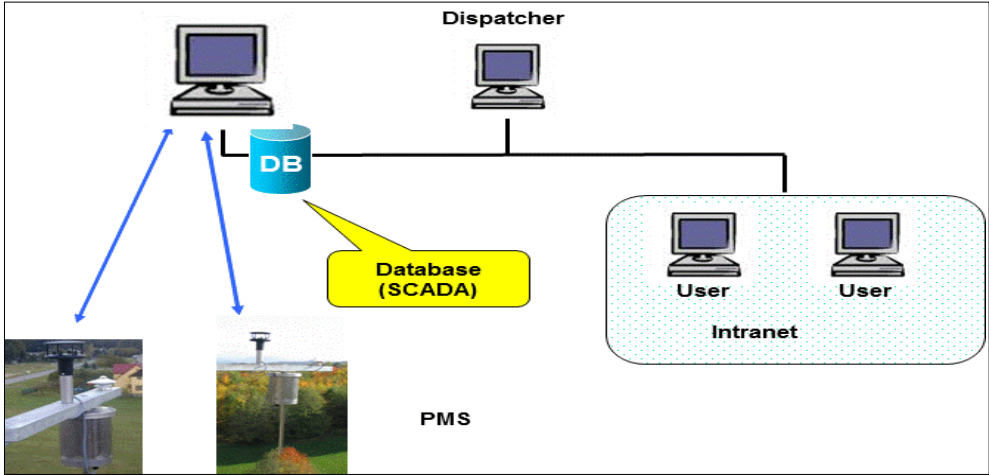 Dispatcher
DB
Database
(SCADA)
User
User
Intranet
PMS